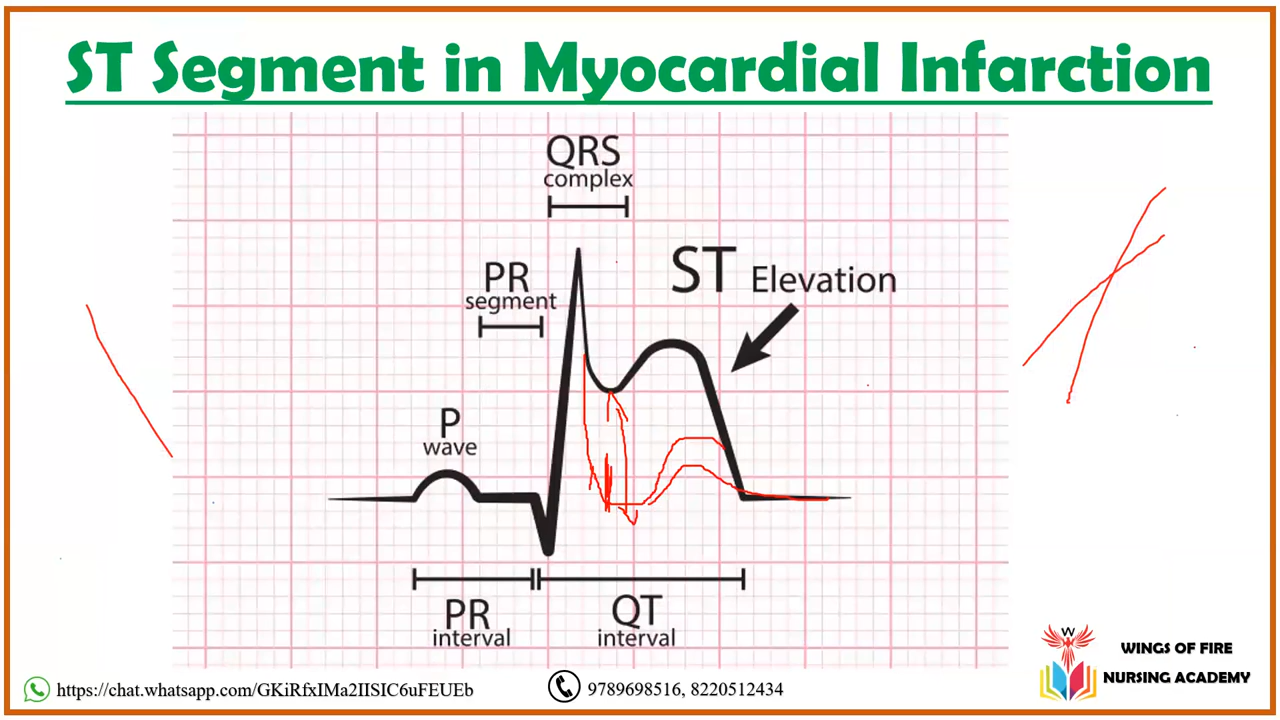 ST Segment in Myocardial Infarction
QRS
complex
PR
segment
ST Elevation
P
wave
PR
interval
QT
interval
W
WINGS OF FIRE
NURSING ACADEMY
https://chat.whatsapp.com/GKiRfxIMa2IISIC6uFEUEb
9789698516, 8220512434